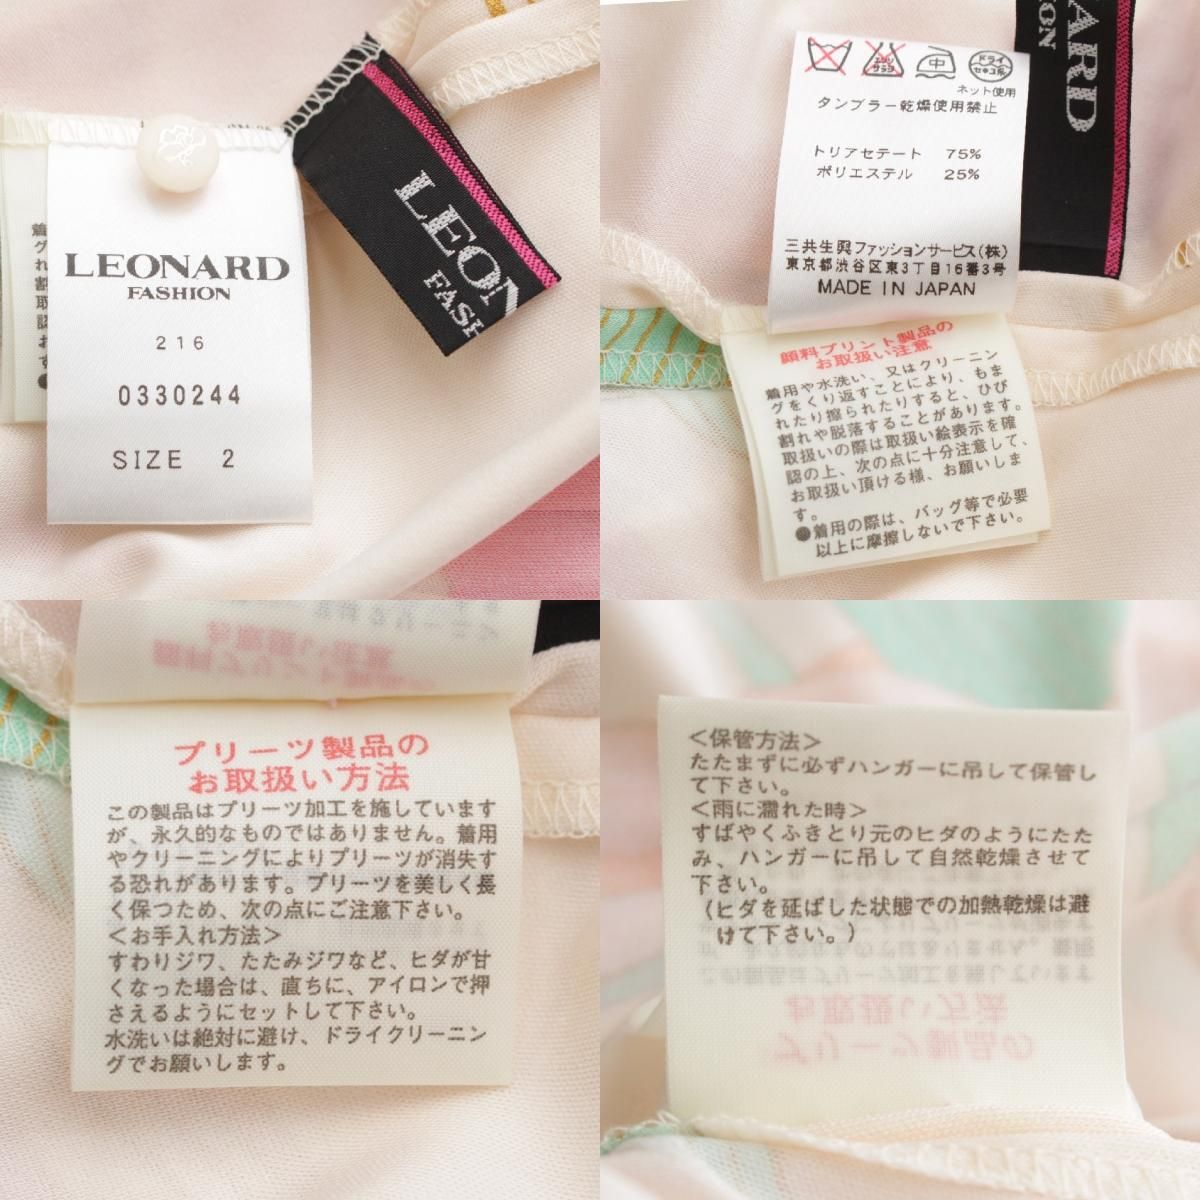 LEONARD
FASHION
216
0330244
SIZE 2
LEON
FASH
着
グ
れ
割
取
認
お
す
●
エンソ
サラシ
中
ドライ
セキユ系
ネット使用
タンブラー乾燥使用禁止
トリアセテート 75%
ポリエステル 25%
三共生興ファッションサービス(株)
東京都渋谷区東3丁目16番3号
MADE IN JAPAN
ARD
ON
顔料プリント製品の
お取扱い注意
着用や水洗い、又はクリーニン
グをくり返すことにより、もま
れたり擦られたりすると、ひび
割れや脱落することがあります。
取扱いの際は取扱い絵表示を確
認の上、次の点に十分注意して、
お取扱い頂ける様、お願いしま
す。
●着用の際は、バッグ等で必要
以上に摩擦しないで下さい。
プリーツ製品の
お取扱い方法
この製品はプリーツ加工を施しています
が、永久的なものではありません。着用
やクリーニングによりプリーツが消失す
る恐れがあります。プリーツを美しく長
く保つため、次の点にご注意下さい。
<お手入れ方法>
すわりジワ、たたみジワなど、ヒダが甘
くなった場合は、直ちに、アイロンで押
さえるようにセットして下さい。
水洗いは絶対に避け、ドライクリーニン
グでお願いします。
<保管方法>
たたまずに必ずハンガーに吊して保管し
て下さい。
<雨に濡れた時>
すばやくふきとり元のヒダのようにたた
み、ハンガーに吊して自然乾燥させて
下さい。
(ヒダを延ばした状態での加熱乾燥は避
けて下さい。)